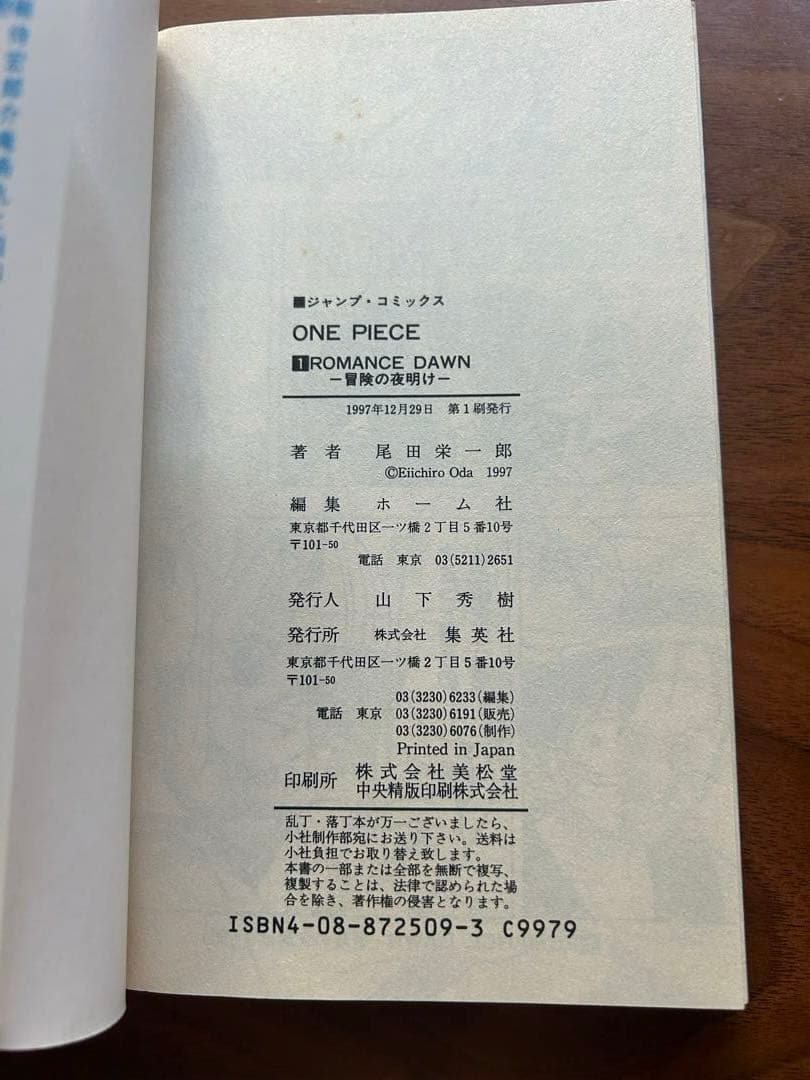 ■ジャンプ・コミックス
ONE PIECE
1 ROMANCE DAWN
―冒険の夜明け―
1997年12月29日 第1刷発行
著者 尾田栄一郎
©Eiichiro Oda 1997
編集 ホーム社
東京都千代田区一ツ橋2丁目5番10号
〒101-50
電話 東京 03(5211)2651
発行人 山下秀樹
発行所 株式会社 集英社
東京都千代田区一ツ橋2丁目5番10号
〒101-50
03(3230)6233(編集)
電話 東京 03(3230)6191(販売)
03(3230)6076(制作)
Printed in Japan
印刷所 株式会社美松堂
中央精版印刷株式会社
乱丁・落丁本が万一ございましたら、
小社制作部宛にお送り下さい。送料は
小社負担でお取り替え致します。
本書の一部または全部を無断で複写、
複製することは、法律で認められた場
合を除き、著作権の侵害となります。
ISBN4-08-872509-3 C9979